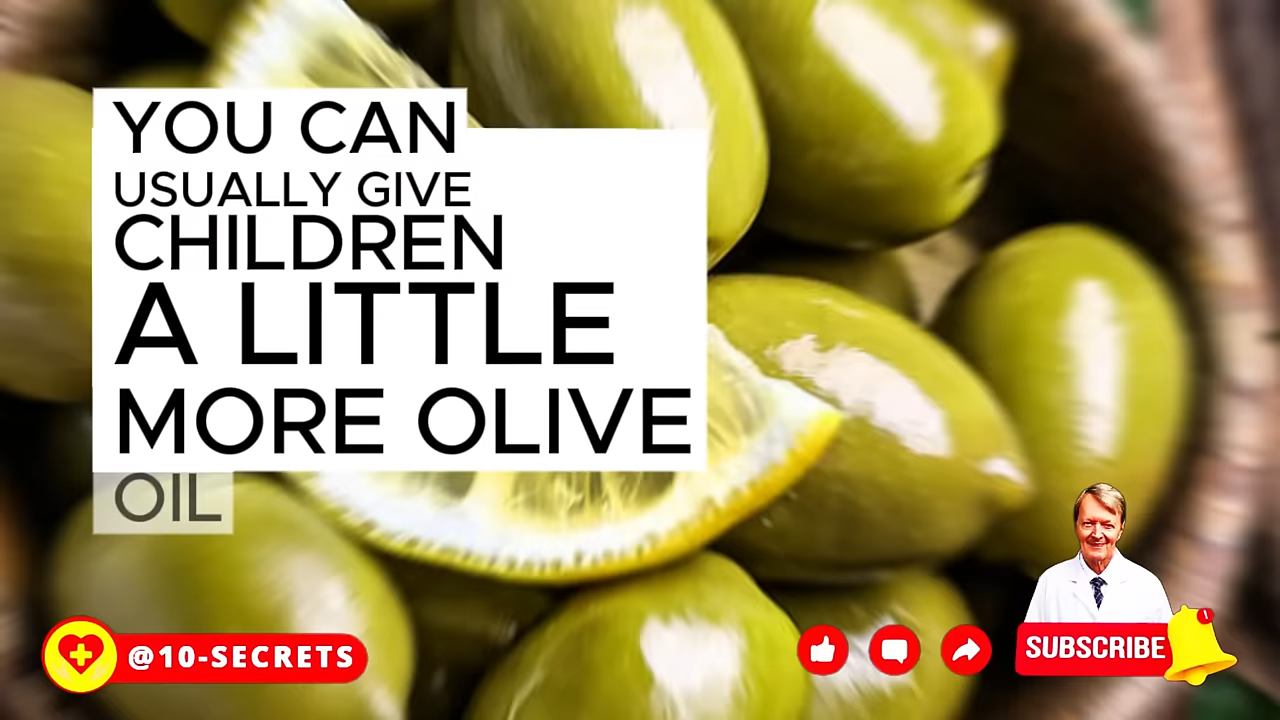 YOU CAN
USUALLY GIVE
CHILDREN
A LITTLE
MORE OLIVE
OIL
@10-SECRETS
SUBSCRIBE